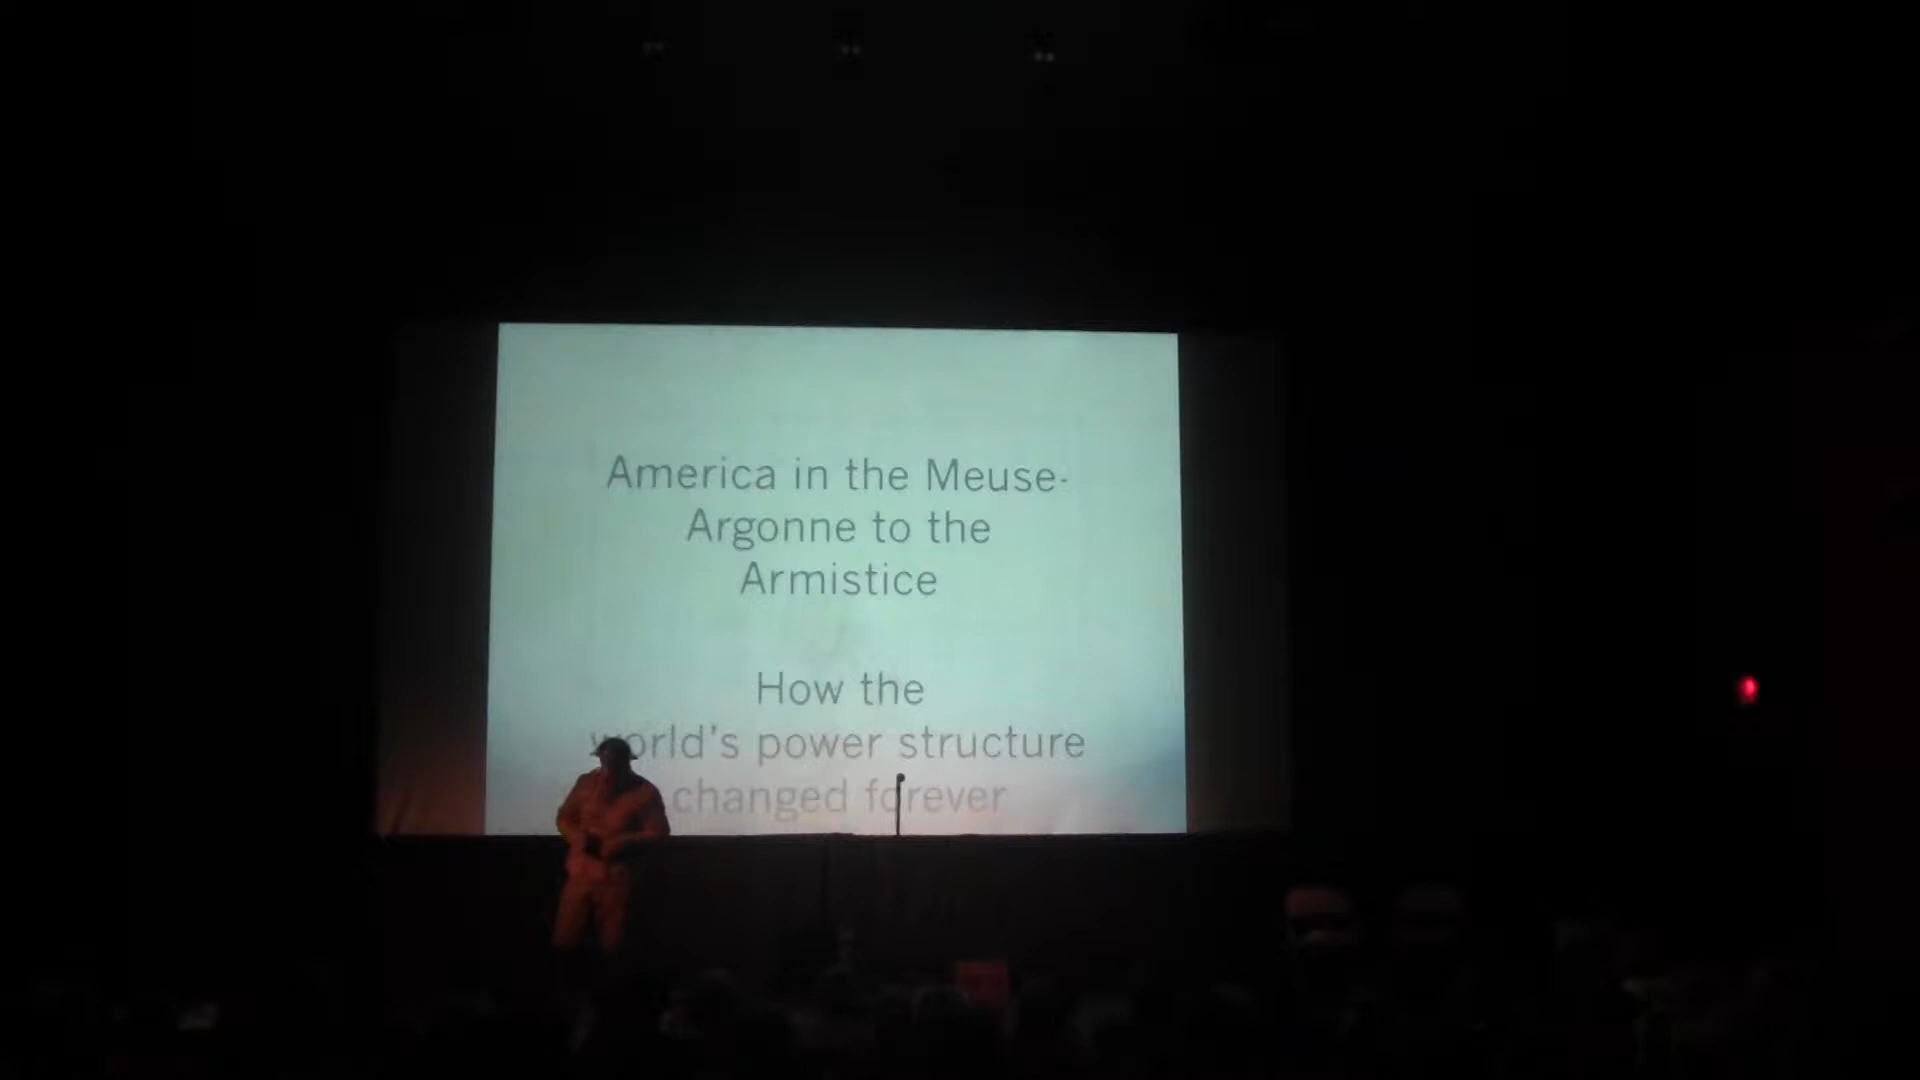 America in the Meuse-
Argonne to the
Armistice
How the
world's power structure
changed forever